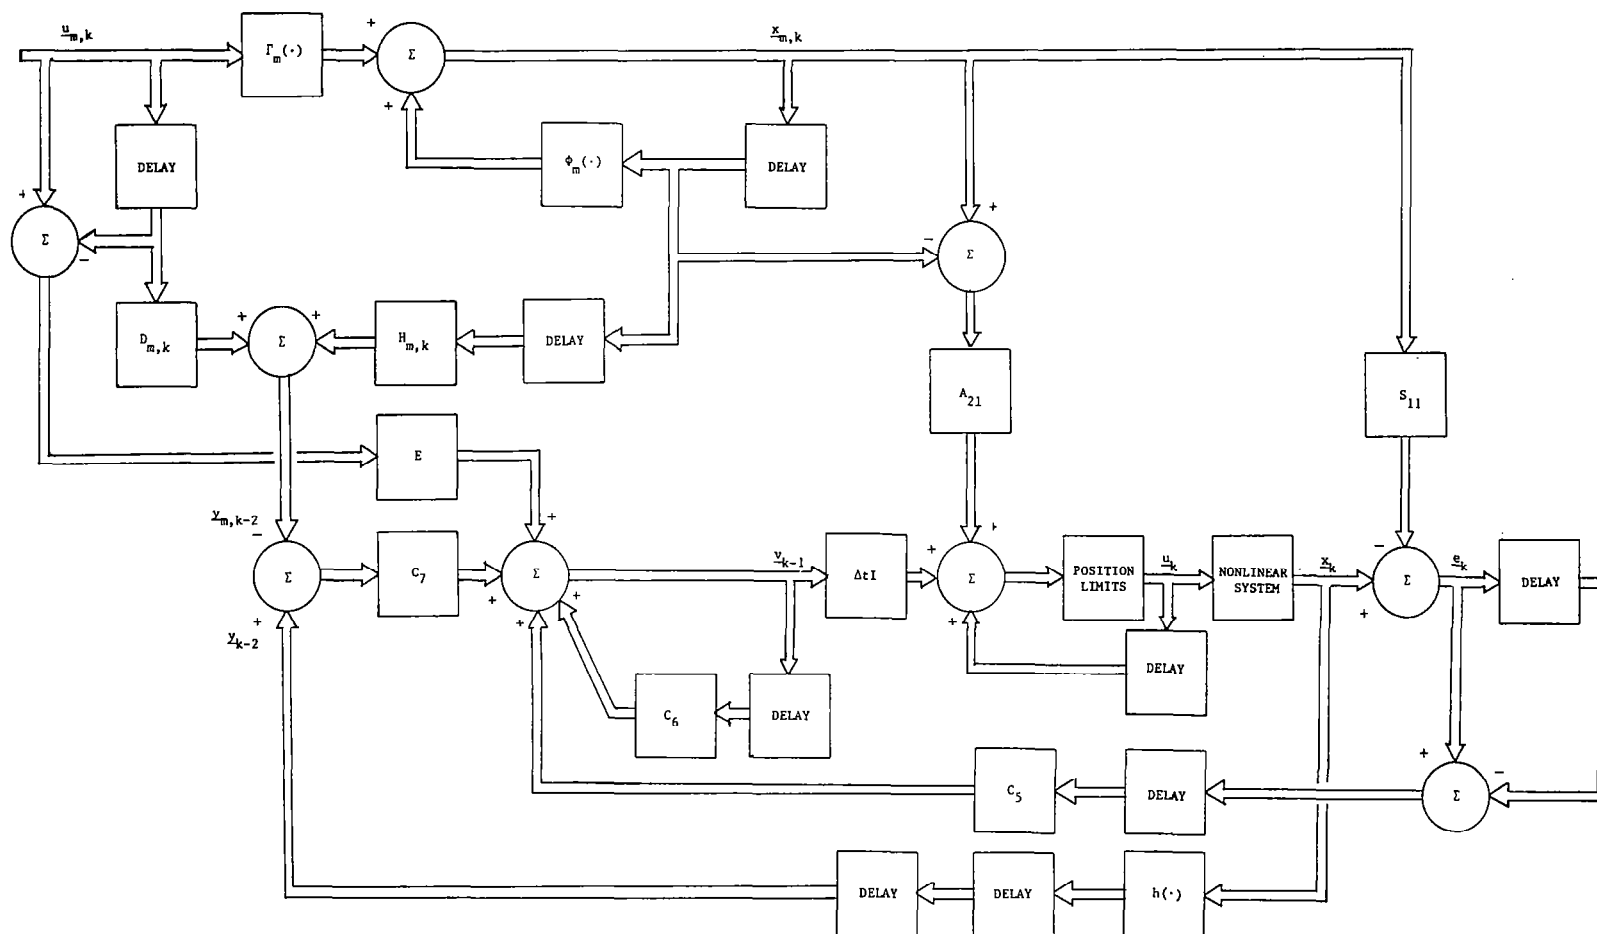 u_m,k
Γ_m(·)
+
Σ
+
x_m,k
DELAY
ϕ_m(·)
DELAY
+
Σ
−
+
−
Σ
D_m,k
+
Σ
+
H_m,k
DELAY
A_21
S_11
E
y_m,k-2
−
Σ
+
y_k-2
C_7
+
+
Σ
+
+
v_k-1
ΔtI
+
+
Σ
+
POSITION
LIMITS
u_k
NONLINEAR
SYSTEM
x_k
−
Σ
+
e_k
DELAY
DELAY
C_6
DELAY
C_5
DELAY
+
Σ
−
DELAY
DELAY
h(·)